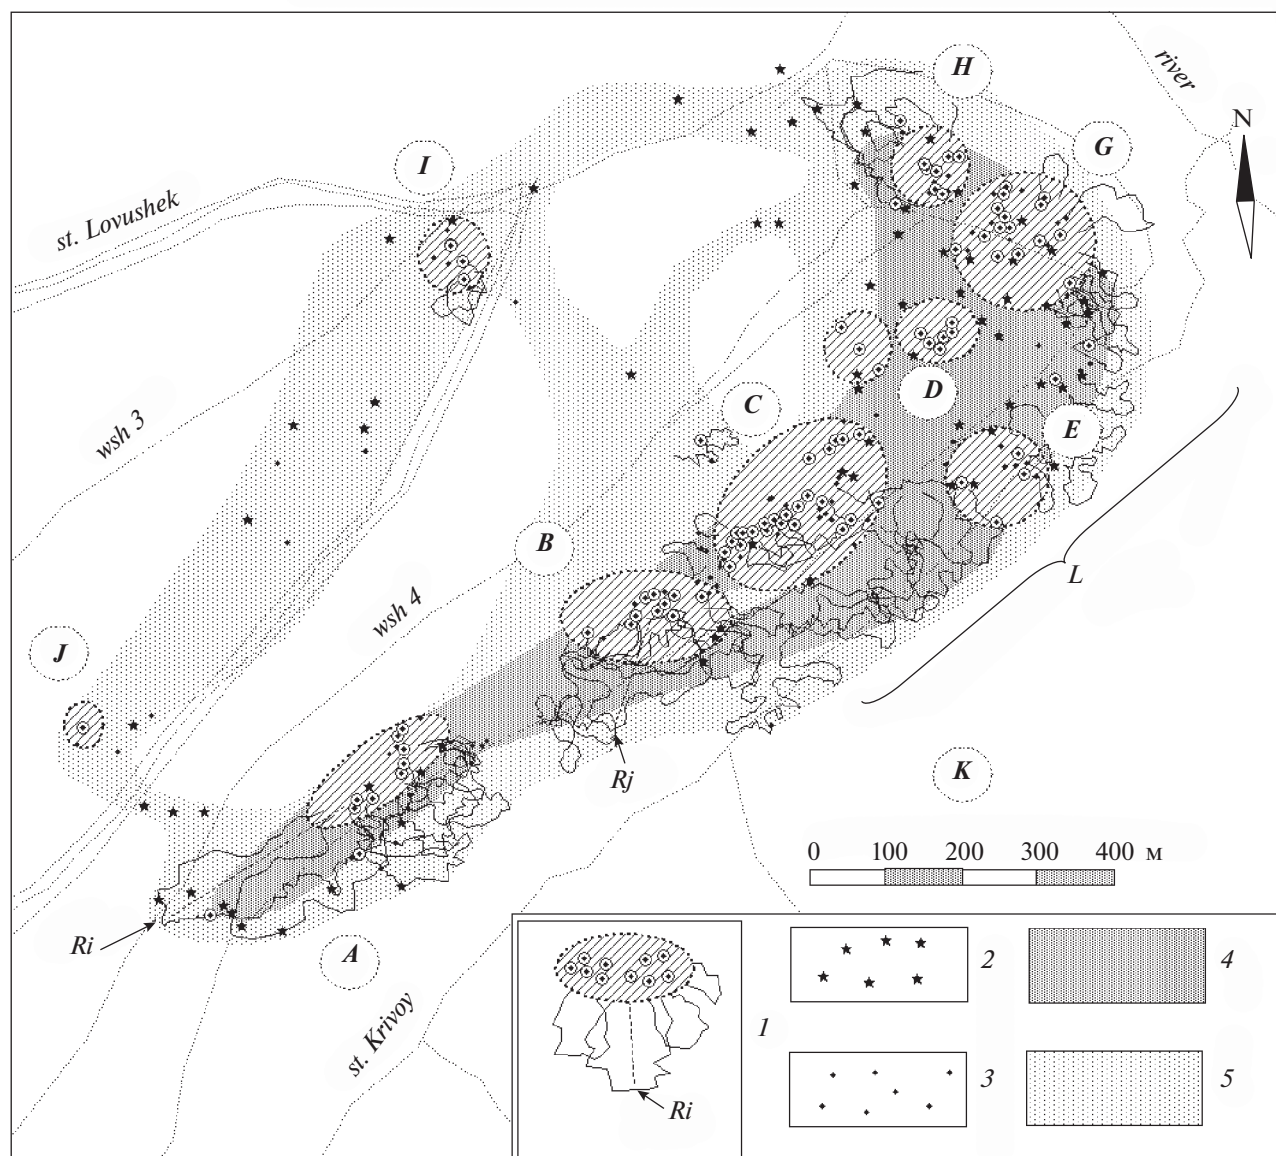 H
river
N
G
I
st. Lovushek
C
D
E
wsh 3
B
wsh 4
L
J
Rj
K
0 100 200 300 400 м
Ri
A
st. Krivoy
1
2
4
3
5
Ri